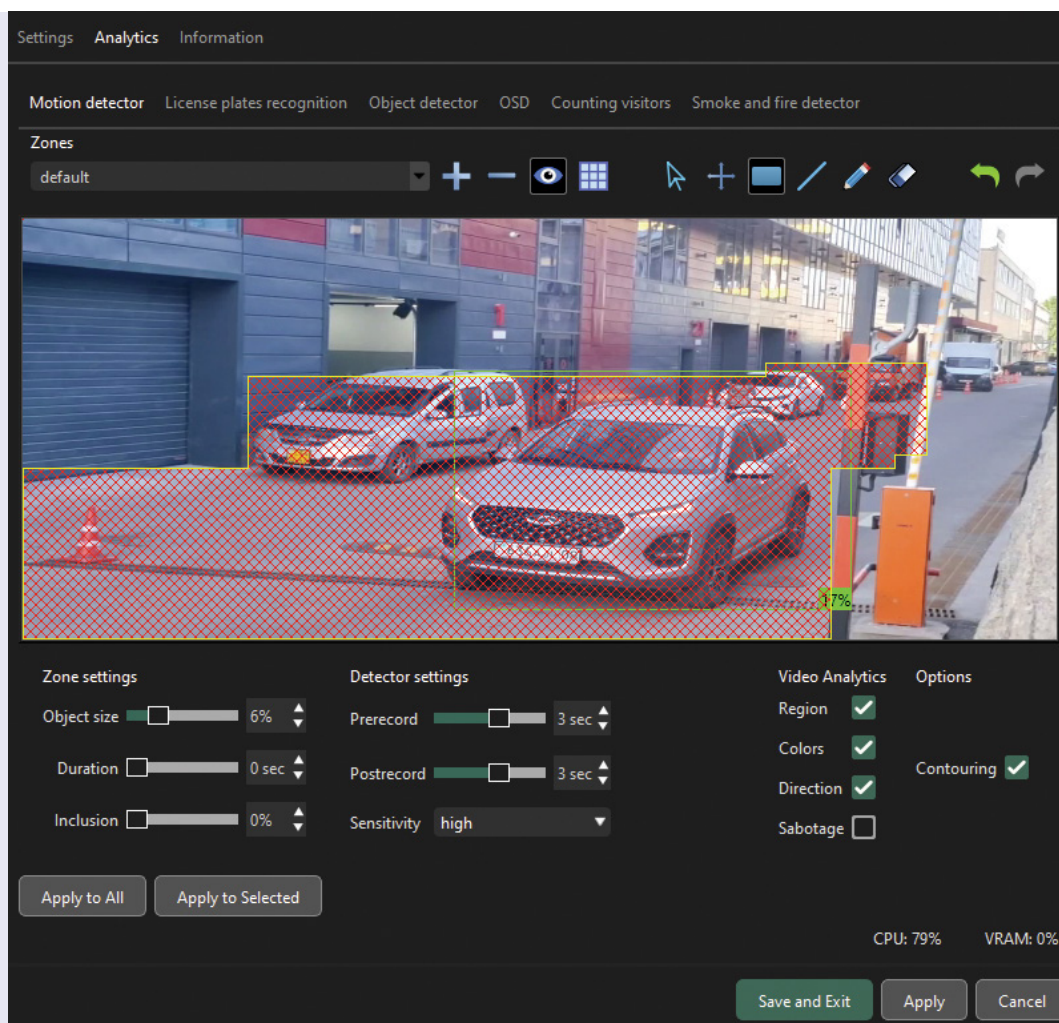 Settings Analytics Information
Motion detector License plates recognition Object detector OSD Counting visitors Smoke and fire detector
Zones
default
17%
Zone settings Detector settings Video Analytics Options
Object size 6% Prerecord 3 sec Region
Colors
Duration 0 sec Postrecord 3 sec Direction Contouring
Inclusion 0% Sensitivity high Sabotage
Apply to All Apply to Selected
CPU: 79% VRAM: 0%
Save and Exit Apply Cancel